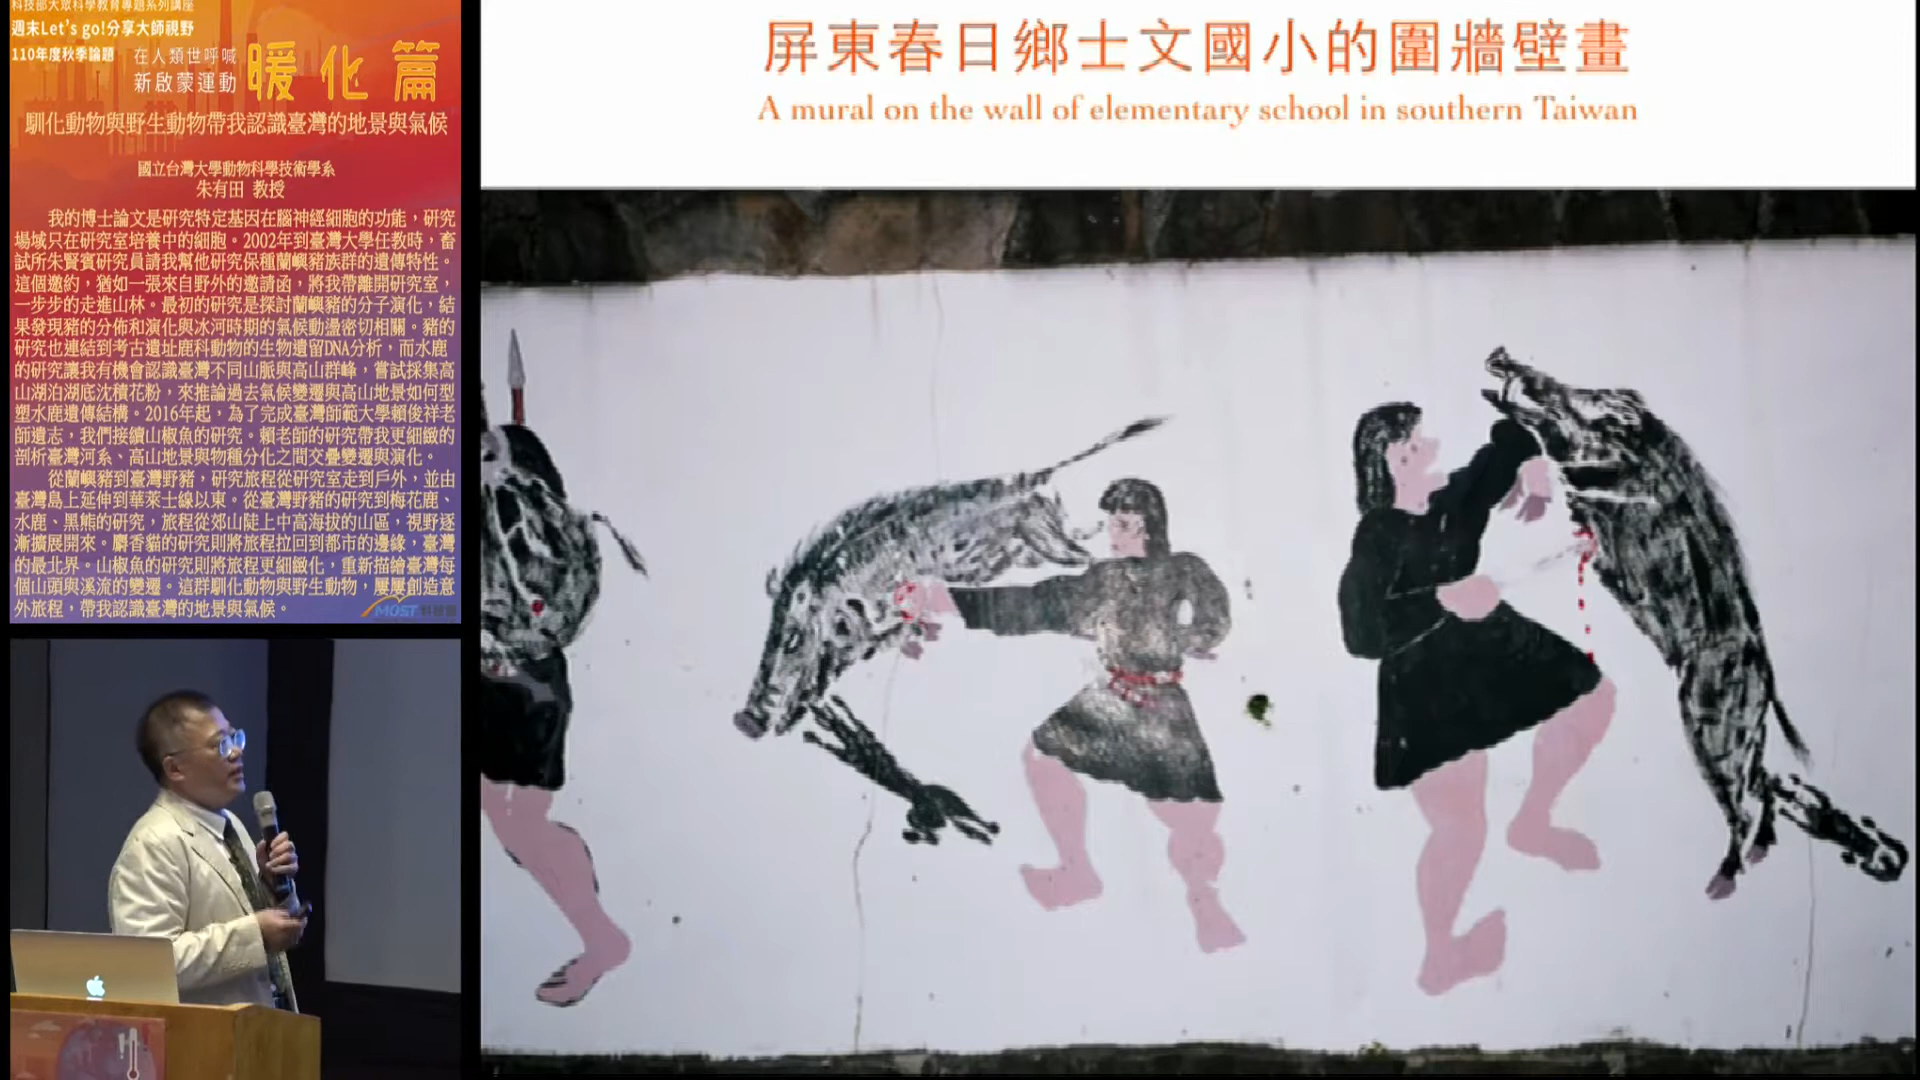 科技部大眾科學教育專題系列講座
週末Let's go!分享大師視野
110年度秋季論題
在人類世呼喊
新啟蒙運動
暖化篇
馴化動物與野生動物帶我認識臺灣的地景與氣候
國立台灣大學動物科學技術學系
朱有田 教授
我的博士論文是研究特定基因在腦神經細胞的功能，研究
場域只在研究室培養中的細胞。2002年到臺灣大學任教時，畜
試所朱賢賓研究員請我幫他研究保種蘭嶼豬族群的遺傳特性。
這個邀約，猶如一張來自野外的邀請函，將我帶離開研究室，
一步步的走進山林。最初的研究是探討蘭嶼豬的分子演化，結
果發現豬的分佈和演化與冰河時期的氣候動盪密切相關。豬的
研究也連結到考古遺址鹿科動物的生物遺留DNA分析，而水鹿
的研究讓我有機會認識臺灣不同山脈與高山群峰，嘗試採集高
山湖泊湖底沈積花粉，來推論過去氣候變遷與高山地景如何型
塑水鹿遺傳結構。2016年起，為了完成臺灣師範大學賴俊祥老
師遺志，我們接續山椒魚的研究。賴老師的研究帶我更細緻的
剖析臺灣河系、高山地景與物種分化之間交疊變遷與演化。
從蘭嶼豬到臺灣野豬，研究旅程從研究室走到戶外，並由
臺灣島上延伸到華萊士線以東。從臺灣野豬的研究到梅花鹿、
水鹿、黑熊的研究，旅程從郊山陡上中高海拔的山區，視野逐
漸擴展開來。麝香貓的研究則將旅程拉回到都市的邊緣，臺灣
的最北界。山椒魚的研究則將旅程更細緻化，重新描繪臺灣每
個山頭與溪流的變遷。這群馴化動物與野生動物，屢屢創造意
外旅程，帶我認識臺灣的地景與氣候。
MOST 科技部
屏東春日鄉士文國小的圍牆壁畫
A mural on the wall of elementary school in southern Taiwan